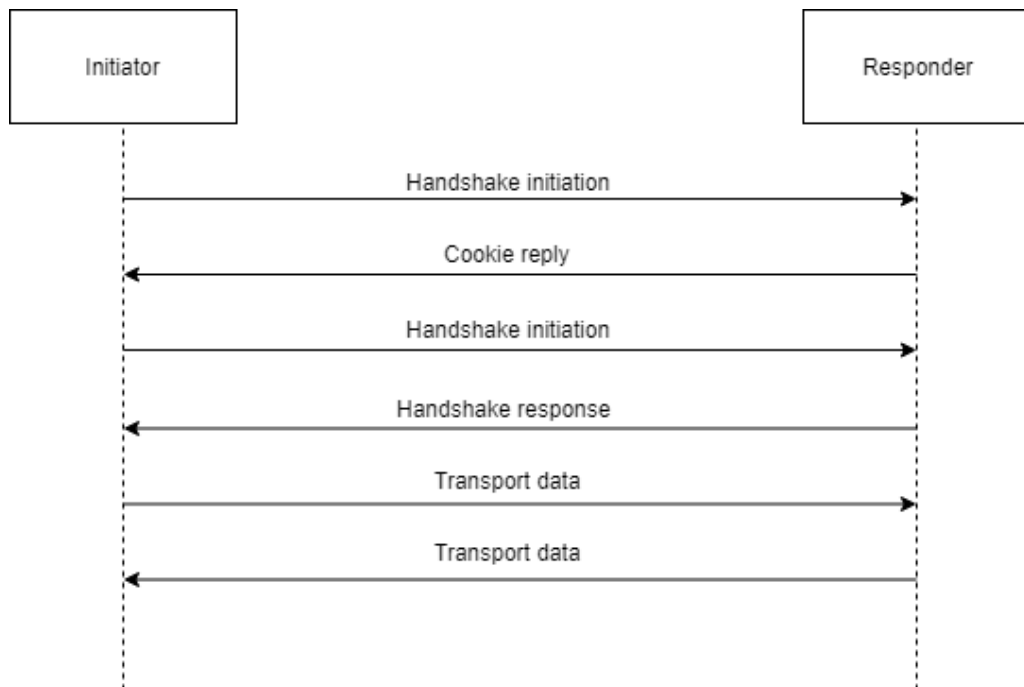 Initiator
Responder
Handshake initiation
Cookie reply
Handshake initiation
Handshake response
Transport data
Transport data